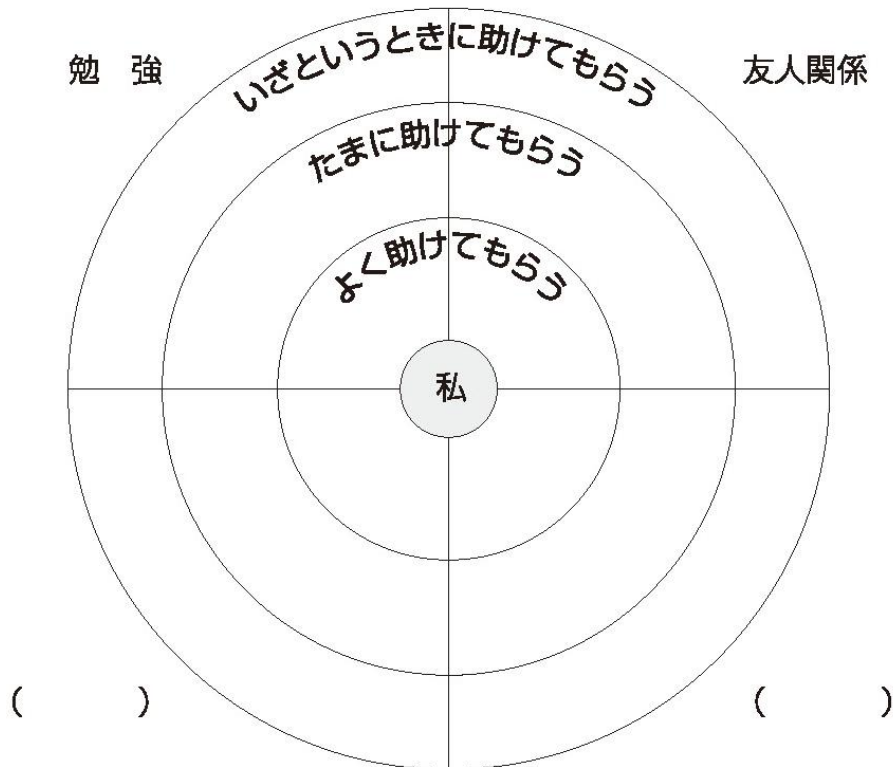 いざというときに助けてもらう
勉　強
友人関係
たまに助けてもらう
よく助けてもらう
私
(　　　)
(　　　)